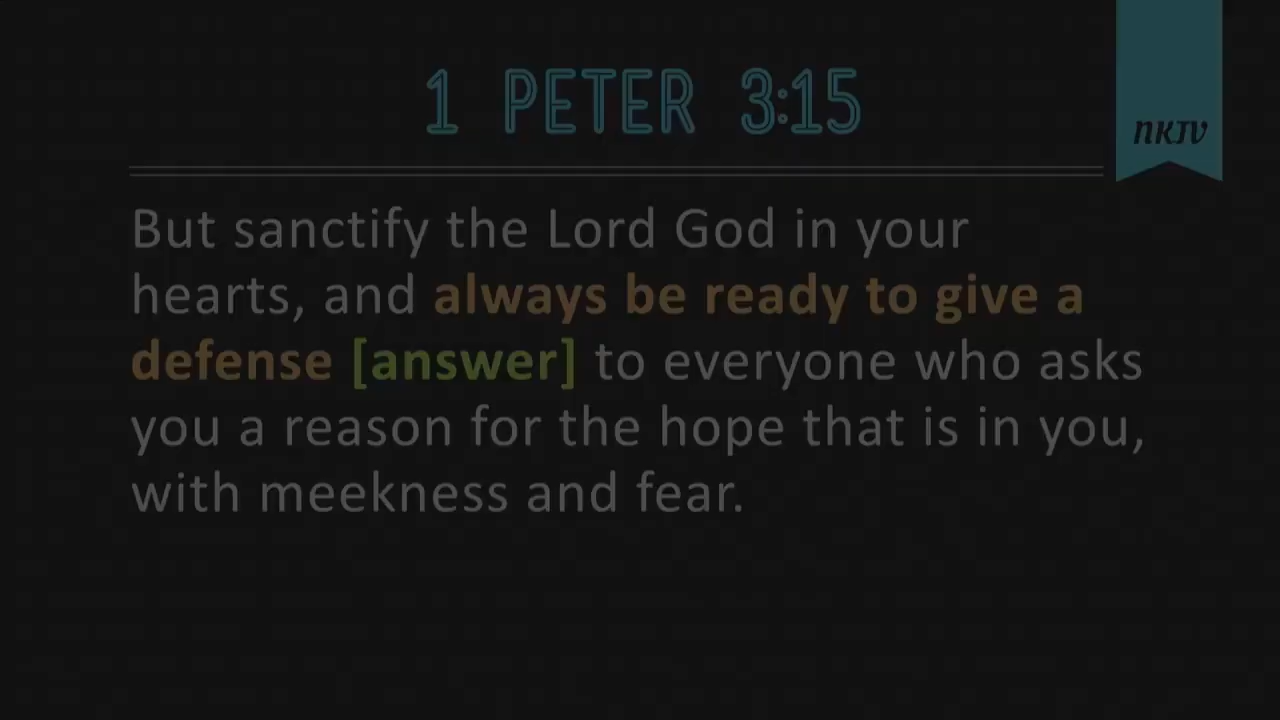 1 PETER 3:15
NKJV
But sanctify the Lord God in your
hearts, and always be ready to give a
defense [answer] to everyone who asks
you a reason for the hope that is in you,
with meekness and fear.